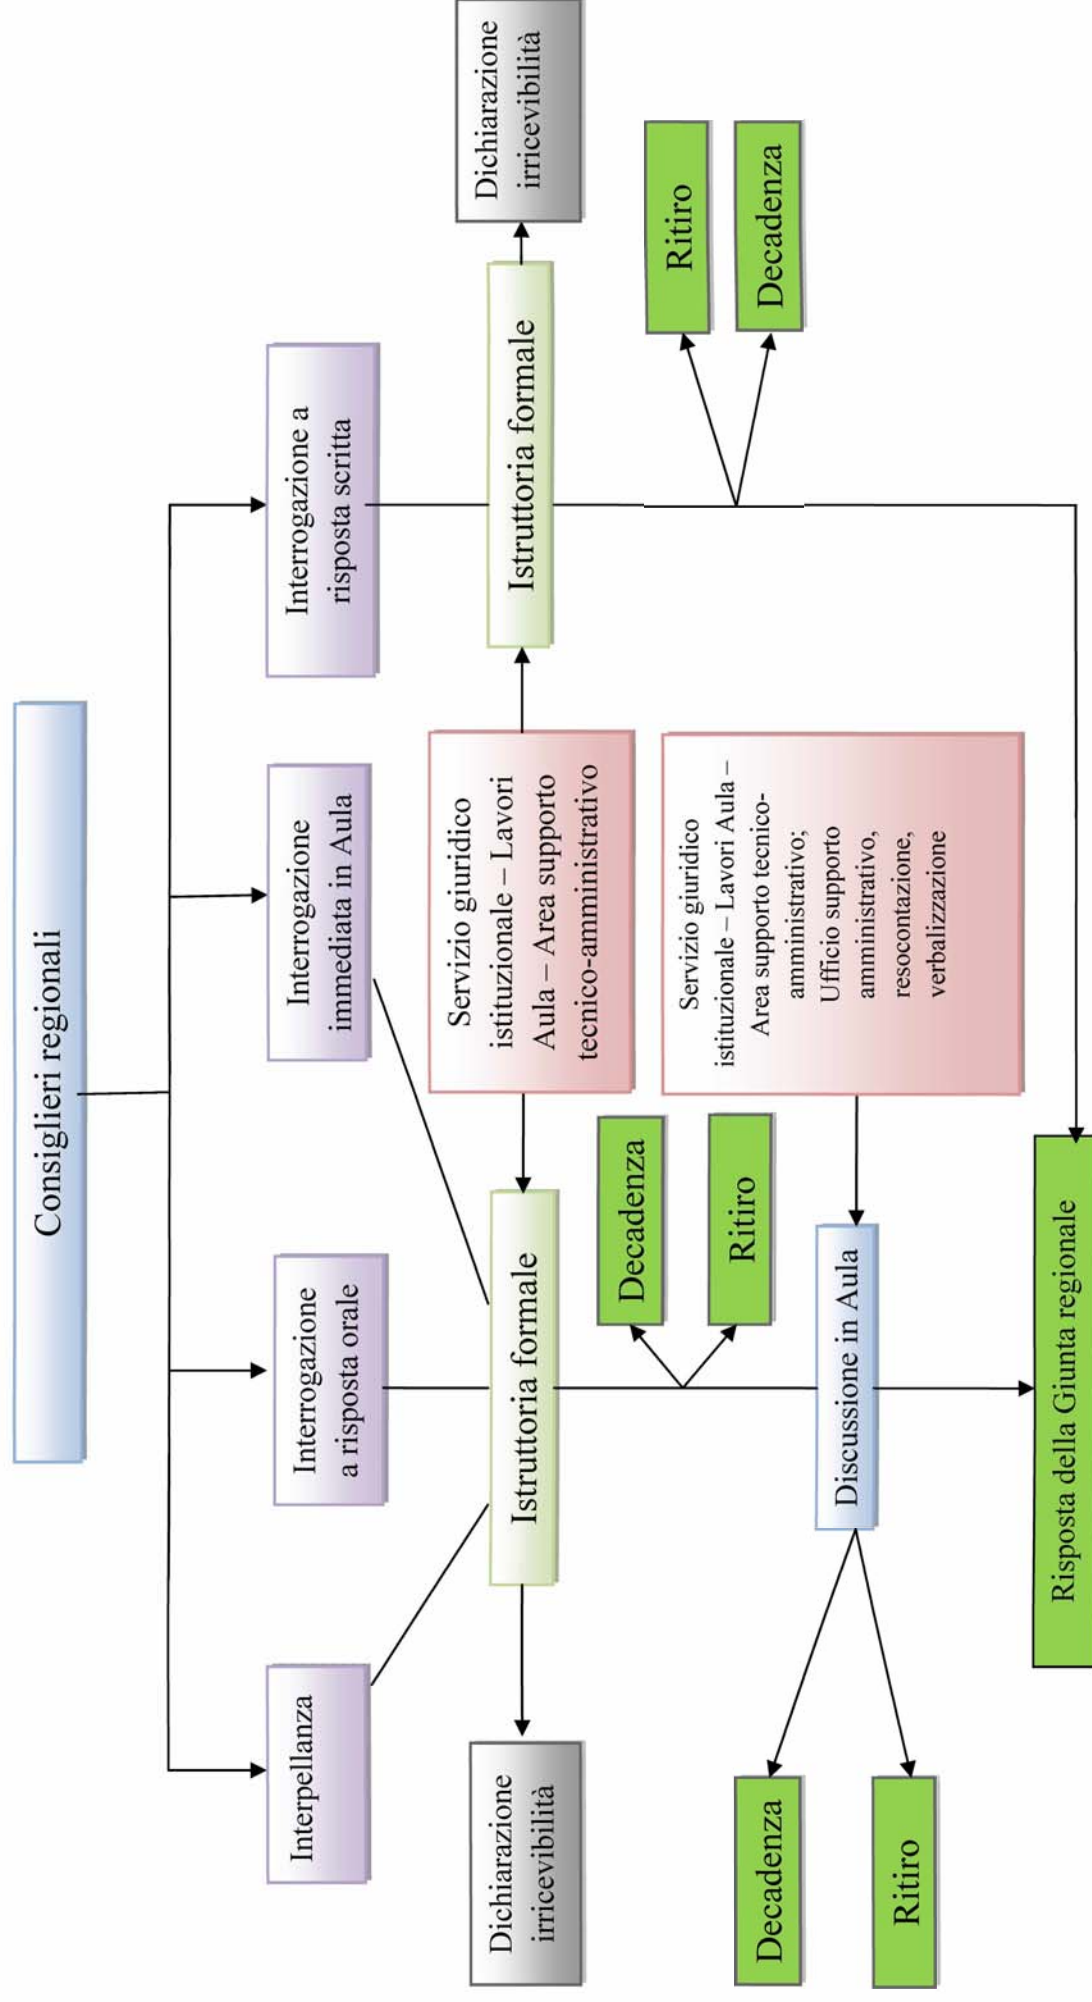 Consiglieri regionali
Interpellanza
Interrogazione
a risposta orale
Interrogazione
immediata in Aula
Interrogazione a
risposta scritta
Dichiarazione
irricevibilità
Istruttoria formale
Servizio giuridico
istituzionale – Lavori
Aula – Area supporto
tecnico-amministrativo
Istruttoria formale
Dichiarazione
irricevibilità
Decadenza
Ritiro
Ritiro
Decadenza
Servizio giuridico
istituzionale – Lavori Aula –
Area supporto tecnico-
amministrativo;
Ufficio supporto
amministrativo,
resocontazione,
verbalizzazione
Decadenza
Ritiro
Discussione in Aula
Risposta della Giunta regionale